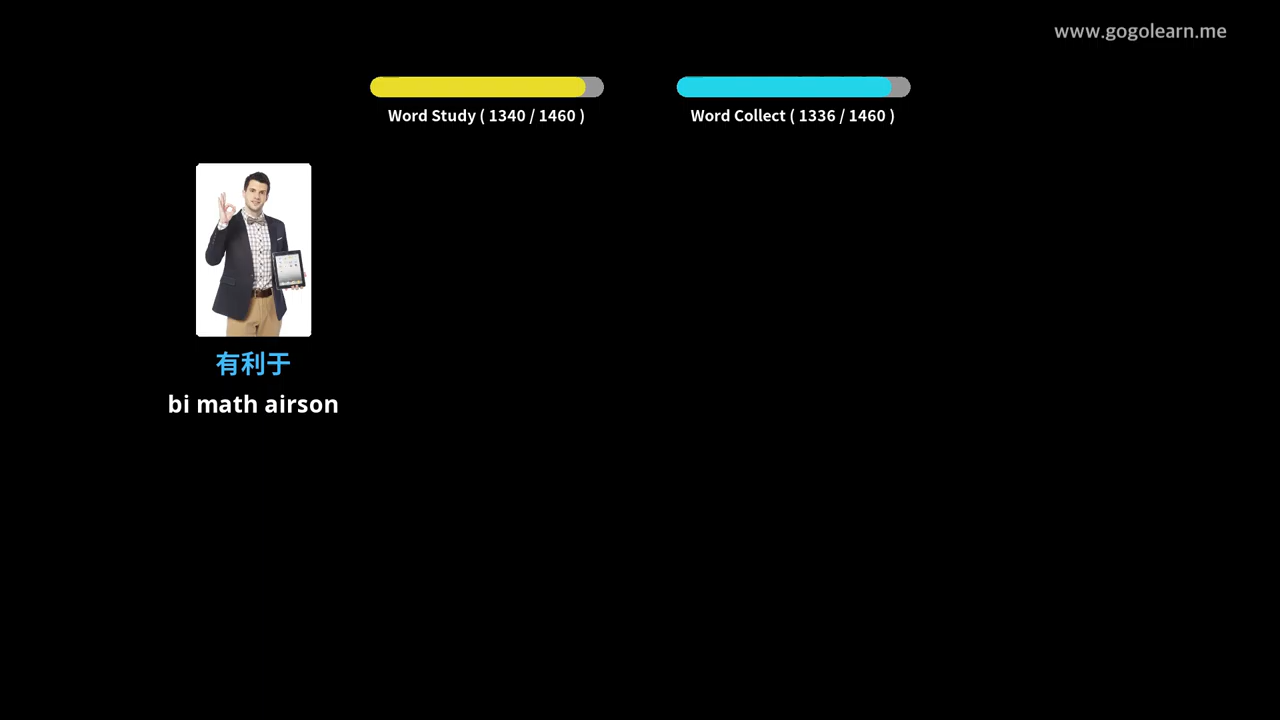 www.gogolearn.me
Word Study ( 1340 / 1460 )
Word Collect ( 1336 / 1460 )
有利于
bi math airson